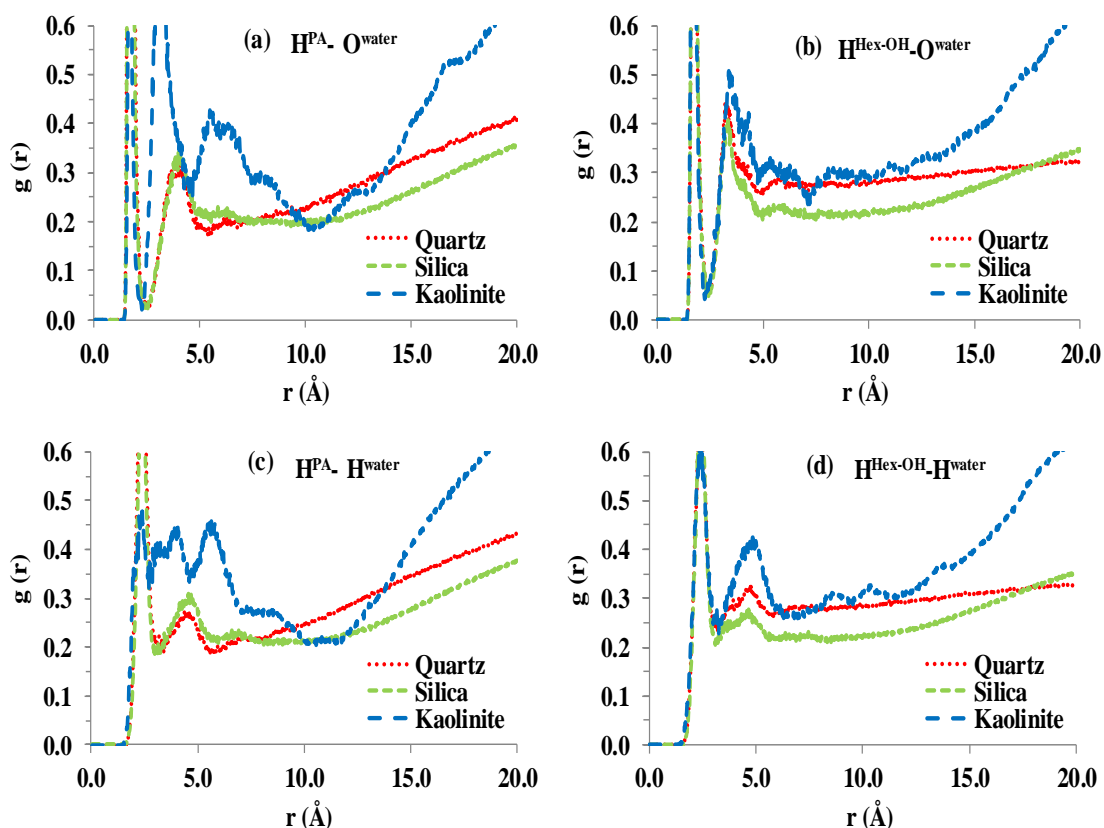 (a) H^PA- O^water
g (r)
0.6
0.5
0.4
0.3
0.2
0.1
0.0
Quartz
Silica
Kaolinite
0.0 5.0 10.0 15.0 20.0
r (Å)
(b) H^Hex-OH-O^water
g (r)
0.6
0.5
0.4
0.3
0.2
0.1
0.0
Quartz
Silica
Kaolinite
0.0 5.0 10.0 15.0 20.0
r (Å)
(c) H^PA- H^water
g (r)
0.6
0.5
0.4
0.3
0.2
0.1
0.0
Quartz
Silica
Kaolinite
0.0 5.0 10.0 15.0 20.0
r (Å)
(d) H^Hex-OH-H^water
g (r)
0.6
0.5
0.4
0.3
0.2
0.1
0.0
Quartz
Silica
Kaolinite
0.0 5.0 10.0 15.0 20.0
r (Å)